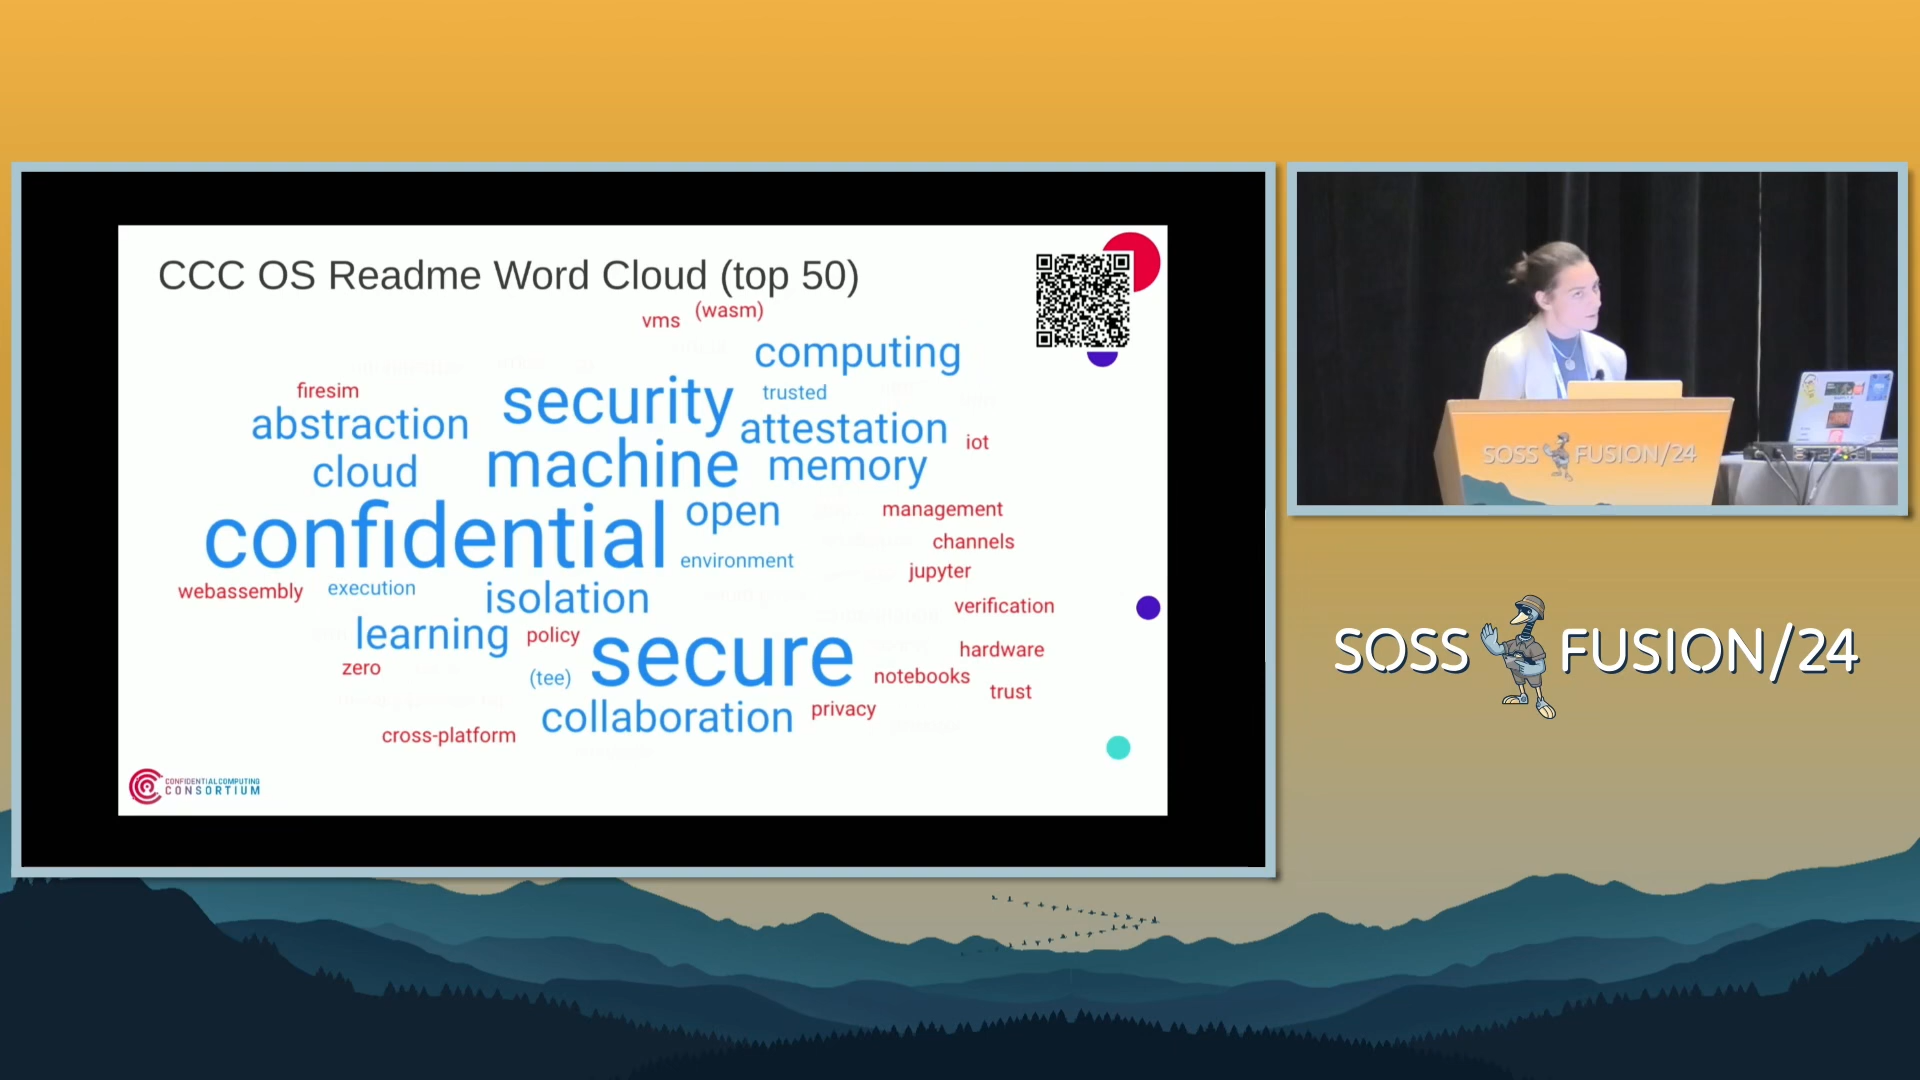 CCC OS Readme Word Cloud (top 50)
vms
(wasm)
computing
firesim
security
trusted
abstraction
attestation
iot
cloud
machine
memory
confidential
open
management
channels
environment
jupyter
webassembly
execution
isolation
verification
learning
policy
secure
hardware
zero
(tee)
notebooks
trust
collaboration
privacy
cross-platform
CONFIDENTIAL COMPUTING
CONSORTIUM
SOSS FUSION/24
SOSS FUSION/24